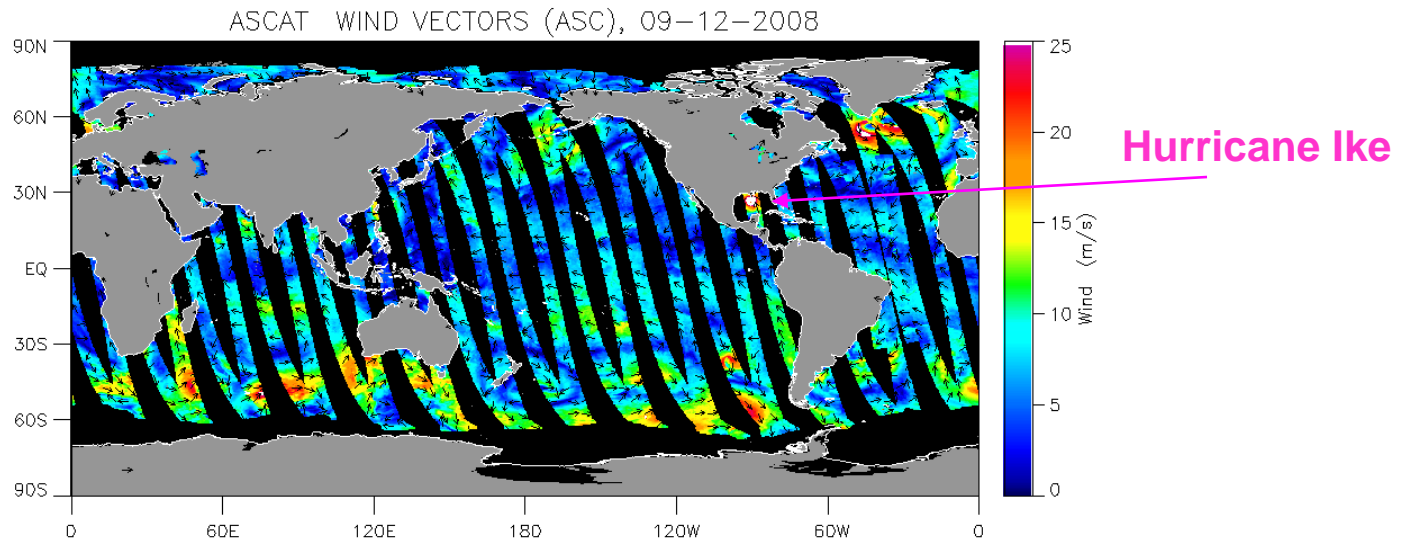 ASCAT WIND VECTORS (ASC), 09-12-2008
90N
60N
30N
EQ
30S
60S
90S
0
60E
120E
180
120W
60W
0
25
20
15
10
5
0
Wind (m/s)
Hurricane Ike